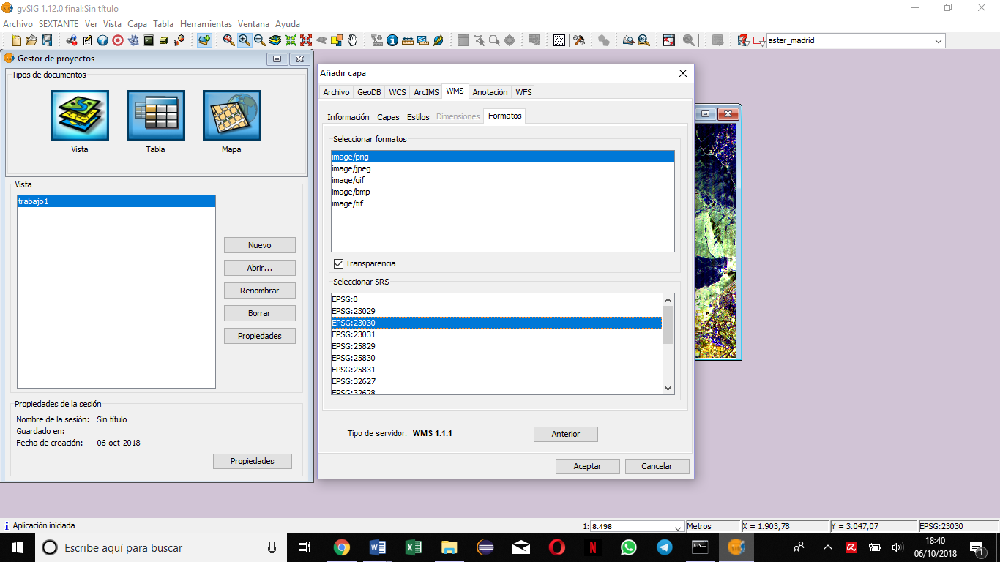 gvSIG 1.12.0 final:Sin título
Archivo SEXTANTE Ver Vista Capa Tabla Herramientas Ventana Ayuda
aster_madrid
Gestor de proyectos
Tipos de documentos
Vista Tabla Mapa
Vista
trabajo1
Nuevo
Abrir...
Renombrar
Borrar
Propiedades
Propiedades de la sesión
Nombre de la sesión: Sin título
Guardado en:
Fecha de creación: 06-oct-2018
Propiedades
Añadir capa
Archivo GeoDB WCS ArcIMS WMS Anotación WFS
Información Capas Estilos Dimensiones Formatos
Seleccionar formatos
image/png
image/jpeg
image/gif
image/bmp
image/tif
Transparencia
Seleccionar SRS
EPSG:0
EPSG:23029
EPSG:23030
EPSG:23031
EPSG:25829
EPSG:25830
EPSG:25831
EPSG:32627
EPSG:32628
Tipo de servidor: WMS 1.1.1
Anterior
Aceptar Cancelar
Aplicación iniciada
1: 8.498 Metros X = 1.903,78 Y = 3.047,07 EPSG:23030
Escribe aquí para buscar
18:40
06/10/2018
1